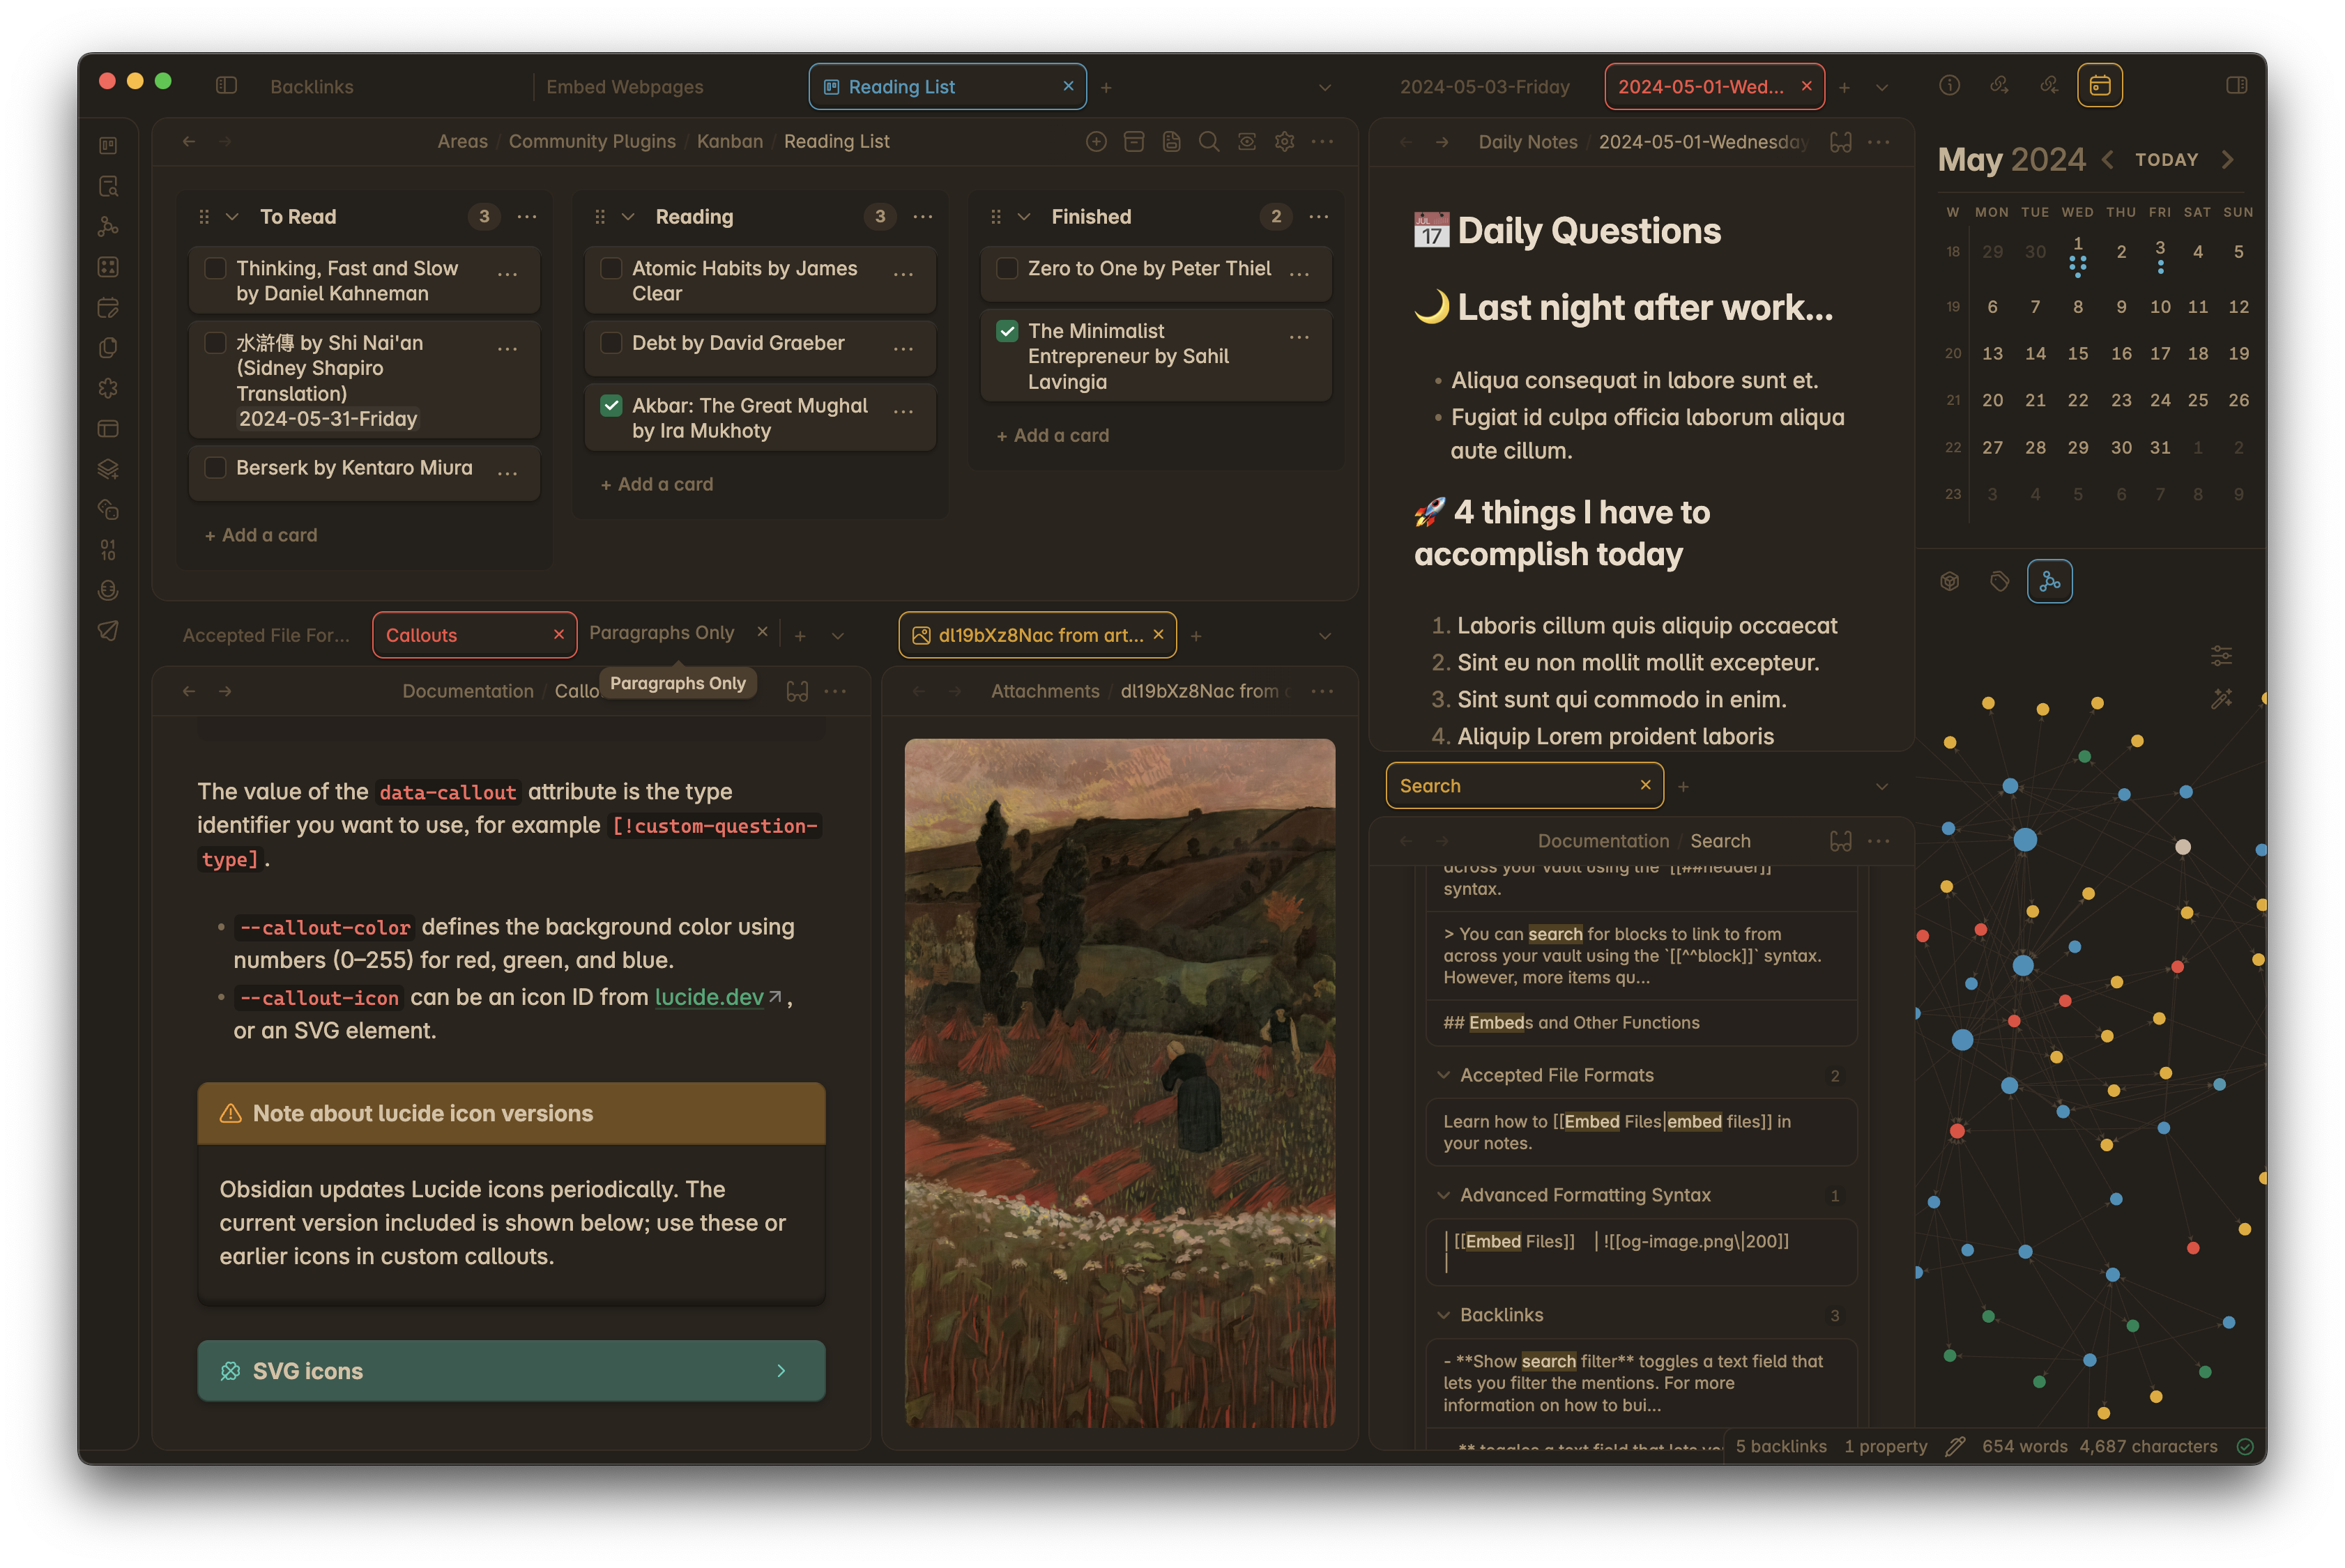 Backlinks
Embed Webpages
Reading List
2024-05-03-Friday
2024-05-01-Wed...
Areas / Community Plugins / Kanban / Reading List
To Read
3
Thinking, Fast and Slow
by Daniel Kahneman
水滸傳 by Shi Nai'an
(Sidney Shapiro
Translation)
2024-05-31-Friday
Berserk by Kentaro Miura
+ Add a card
Reading
3
Atomic Habits by James
Clear
Debt by David Graeber
Akbar: The Great Mughal
by Ira Mukhoty
+ Add a card
Finished
2
Zero to One by Peter Thiel
The Minimalist
Entrepreneur by Sahil
Lavingia
+ Add a card
01
10
Daily Notes / 2024-05-01-Wednesday
JUL
17
Daily Questions
Last night after work...
• Aliqua consequat in labore sunt et.
• Fugiat id culpa officia laborum aliqua
aute cillum.
4 things I have to
accomplish today
1. Laboris cillum quis aliquip occaecat
2. Sint eu non mollit mollit excepteur.
3. Sint sunt qui commodo in enim.
4. Aliquip Lorem proident laboris
May 2024
TODAY
W MON TUE WED THU FRI SAT SUN
18 29 30 1 2 3 4 5
19 6 7 8 9 10 11 12
20 13 14 15 16 17 18 19
21 20 21 22 23 24 25 26
22 27 28 29 30 31 1 2
23 3 4 5 6 7 8 9
Accepted File For...
Callouts
Paragraphs Only
Documentation / Callo
Paragraphs Only
The value of the data-callout attribute is the type
identifier you want to use, for example [!custom-question-
type].
• --callout-color defines the background color using
numbers (0–255) for red, green, and blue.
• --callout-icon can be an icon ID from lucide.dev,
or an SVG element.
Note about lucide icon versions
Obsidian updates Lucide icons periodically. The
current version included is shown below; use these or
earlier icons in custom callouts.
SVG icons
dl19bXz8Nac from art...
Attachments / dl19bXz8Nac from
Search
Documentation / Search
across your vault using the `[[##header]]`
syntax.
> You can search for blocks to link to from
across your vault using the `[[^^block]]` syntax.
However, more items qu...
## Embeds and Other Functions
Accepted File Formats
2
Learn how to [[Embed Files|embed files]] in
your notes.
Advanced Formatting Syntax
1
| [[Embed Files]] | ![[og-image.png\|200]]
|
Backlinks
3
- **Show search filter** toggles a text field that
lets you filter the mentions. For more
information on how to bui...
** toggles a text field that lets
5 backlinks 1 property 654 words 4,687 characters